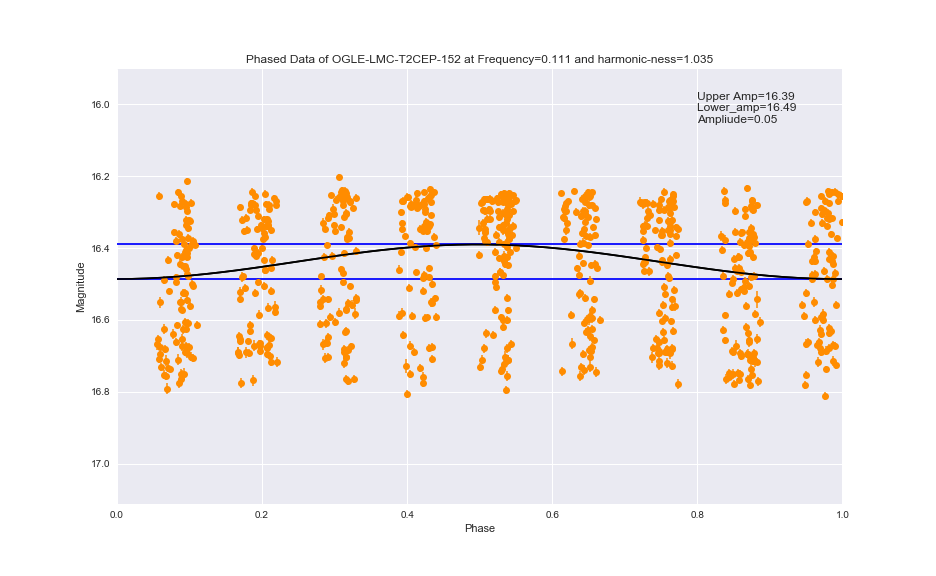 Phased Data of OGLE-LMC-T2CEP-152 at Frequency=0.111 and harmonic-ness=1.035
Upper Amp=16.39
Lower_amp=16.49
Ampliude=0.05
16.0
16.2
16.4
16.6
16.8
17.0
Magnitude
0.0 0.2 0.4 0.6 0.8 1.0
Phase